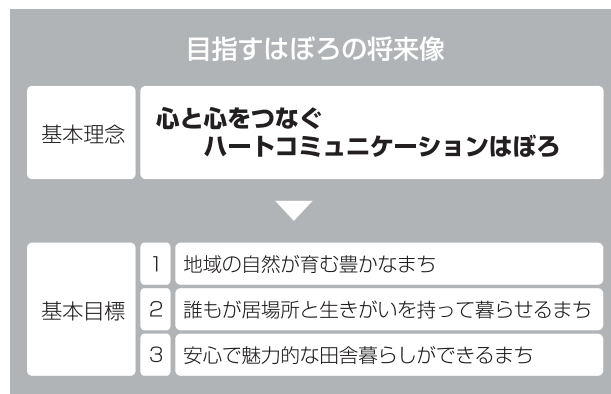 目指すはぼろの将来像
基本理念
心と心をつなぐ
ハートコミュニケーションはぼろ
基本目標
1 地域の自然が育む豊かなまち
2 誰もが居場所と生きがいを持って暮らせるまち
3 安心で魅力的な田舎暮らしができるまち